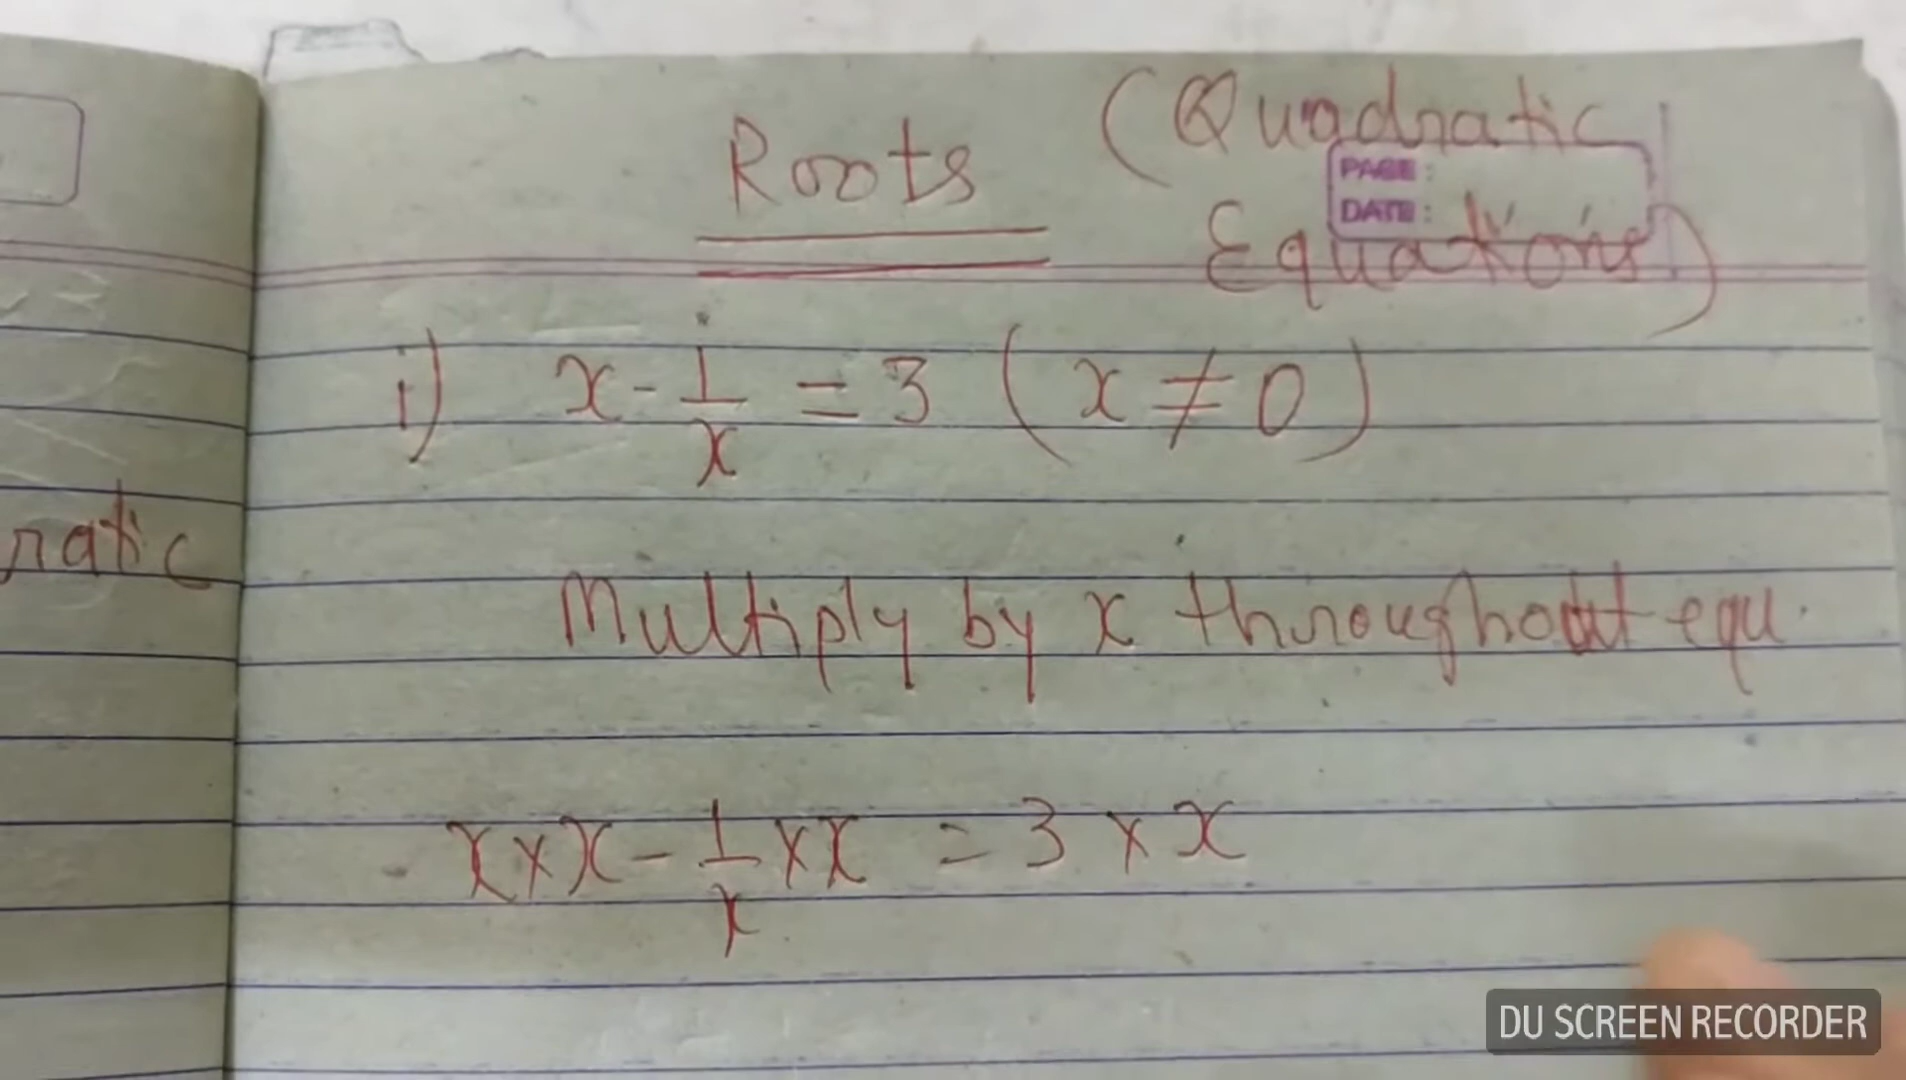 Roots (Quadratic
Equations)
PAGE :
DATE :
i) x - 1/x = 3 (x ≠ 0)
ratic
Multiply by x throughout equ.
x × x - 1/x × x = 3 × x
DU SCREEN RECORDER